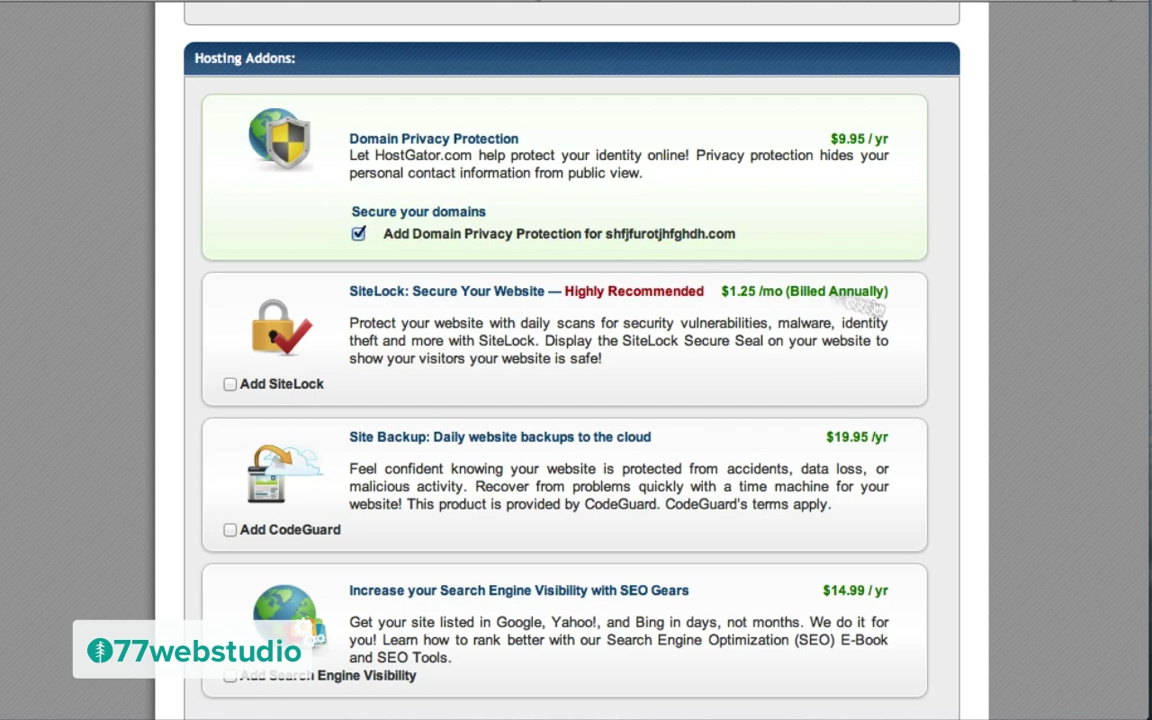 Hosting Addons:
Domain Privacy Protection $9.95 / yr
Let HostGator.com help protect your identity online! Privacy protection hides your
personal contact information from public view.
Secure your domains
Add Domain Privacy Protection for shfjfurotjhfghdh.com
SiteLock: Secure Your Website — Highly Recommended $1.25 /mo (Billed Annually)
Protect your website with daily scans for security vulnerabilities, malware, identity
theft and more with SiteLock. Display the SiteLock Secure Seal on your website to
show your visitors your website is safe!
Add SiteLock
Site Backup: Daily website backups to the cloud $19.95 /yr
Feel confident knowing your website is protected from accidents, data loss, or
malicious activity. Recover from problems quickly with a time machine for your
website! This product is provided by CodeGuard. CodeGuard's terms apply.
Add CodeGuard
Increase your Search Engine Visibility with SEO Gears $14.99 / yr
Get your site listed in Google, Yahoo!, and Bing in days, not months. We do it for
you! Learn how to rank better with our Search Engine Optimization (SEO) E-Book
and SEO Tools.
Add Search Engine Visibility
77webstudio